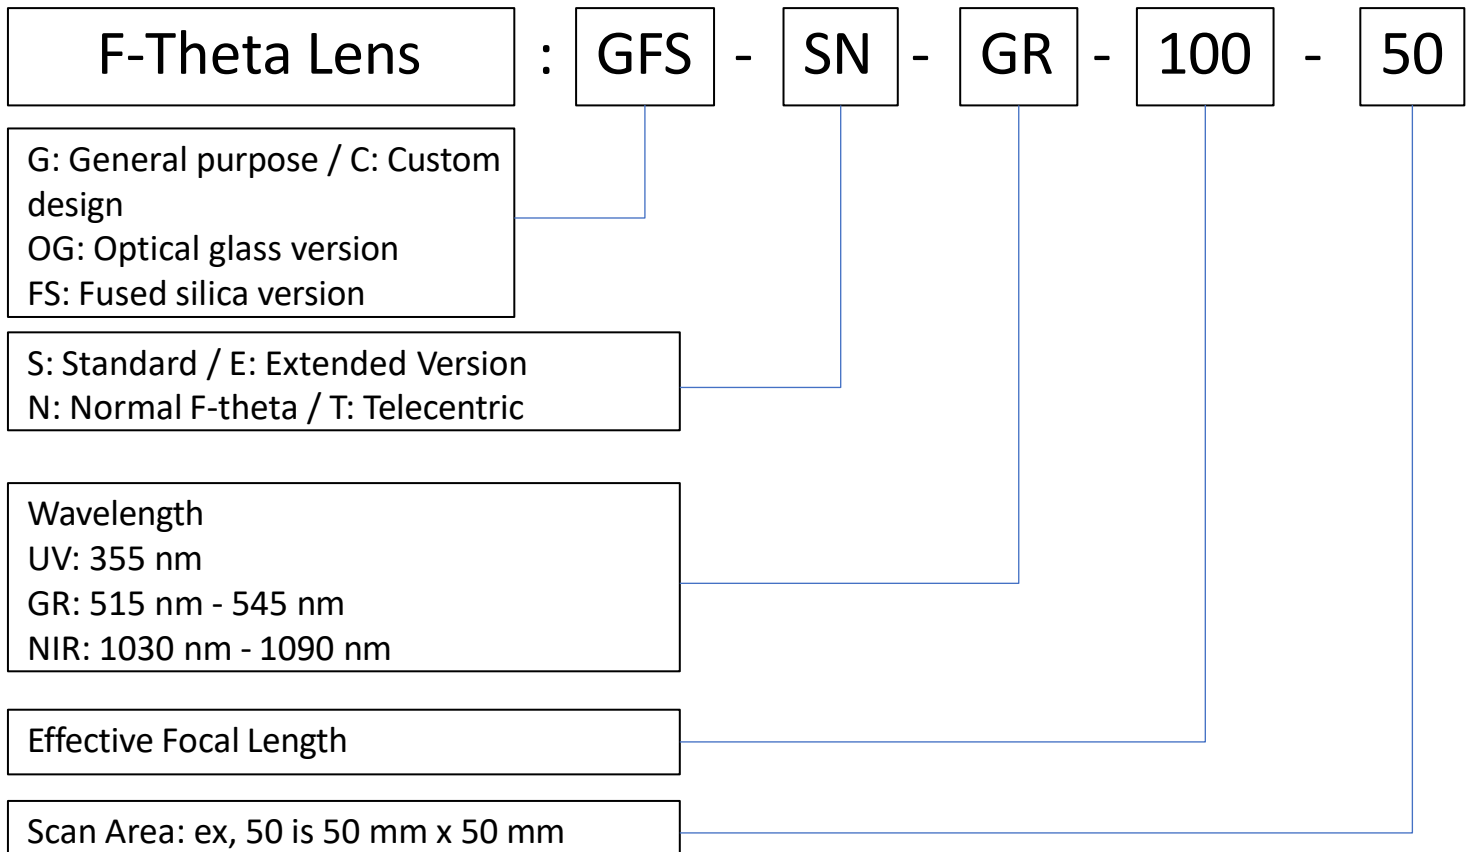 F-Theta Lens : GFS - SN - GR - 100 - 50
G: General purpose / C: Custom
design
OG: Optical glass version
FS: Fused silica version
S: Standard / E: Extended Version
N: Normal F-theta / T: Telecentric
Wavelength
UV: 355 nm
GR: 515 nm - 545 nm
NIR: 1030 nm - 1090 nm
Effective Focal Length
Scan Area: ex, 50 is 50 mm x 50 mm